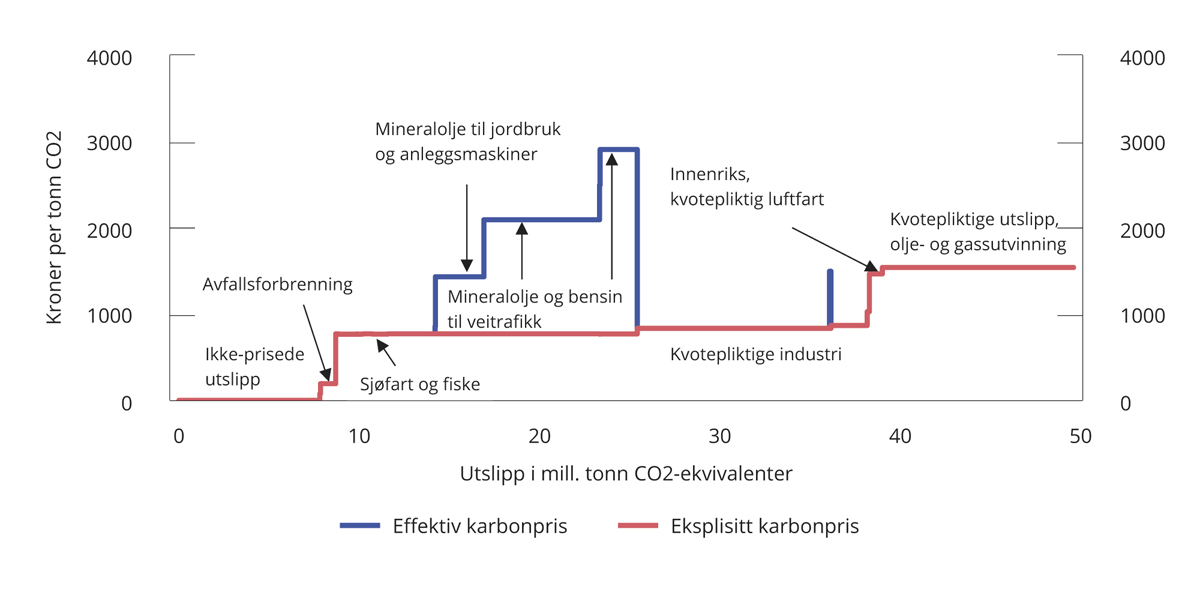 4000
3000
2000
1000
0
Kroner per tonn CO2
Mineralolje til jordbruk
og anleggsmaskiner
Innenriks,
kvotepliktig luftfart
Kvotepliktige utslipp,
olje- og gassutvinning
Avfallsforbrenning
Mineralolje og bensin
til veitrafikk
Ikke-prisede
utslipp
Sjøfart og fiske
Kvotepliktige industri
4000
3000
2000
1000
0
0 10 20 30 40 50
Utslipp i mill. tonn CO2-ekvivalenter
Effektiv karbonpris Eksplisitt karbonpris